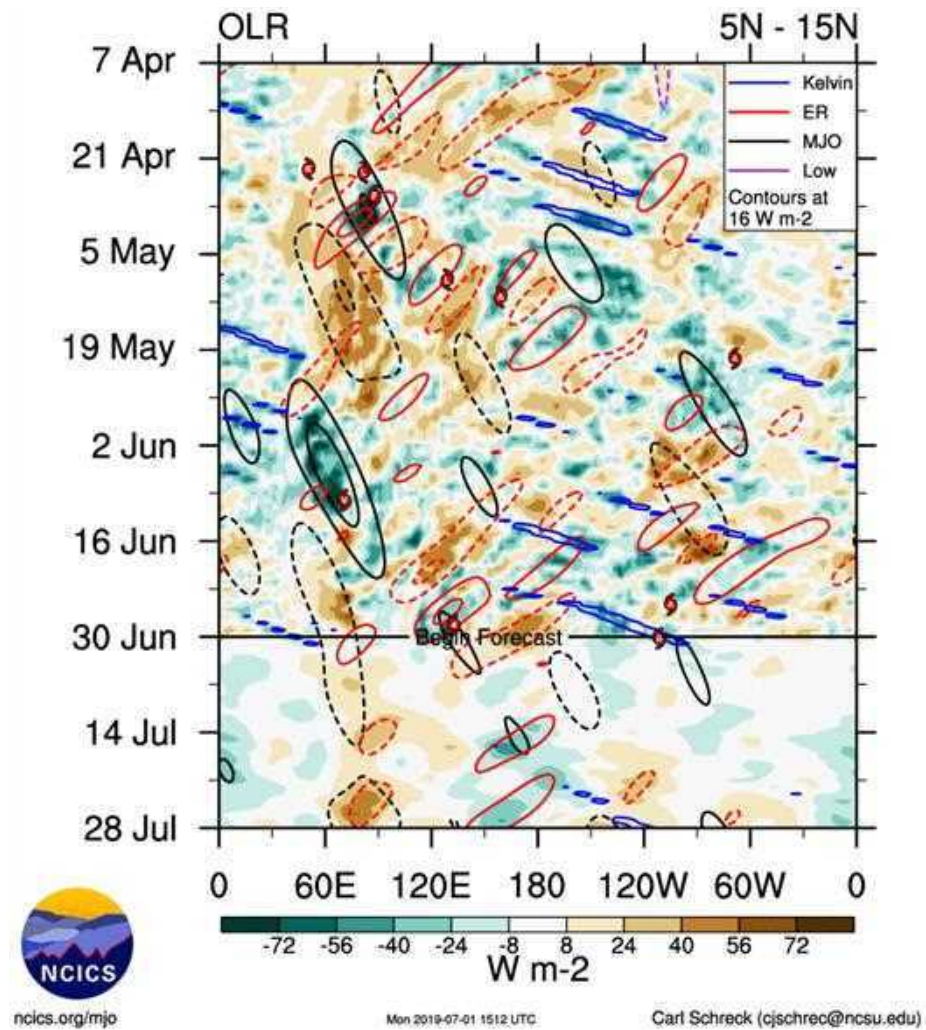 OLR 5N - 15N
7 Apr
21 Apr
5 May
19 May
2 Jun
16 Jun
30 Jun
14 Jul
28 Jul
Kelvin
ER
MJO
Low
Contours at
16 W m-2
Begin Forecast
0 60E 120E 180 120W 60W 0
-72 -56 -40 -24 -8 8 24 40 56 72
W m-2
NCICS
ncics.org/mjo Mon 2019-07-01 1512 UTC Carl Schreck (cjschrec@ncsu.edu)